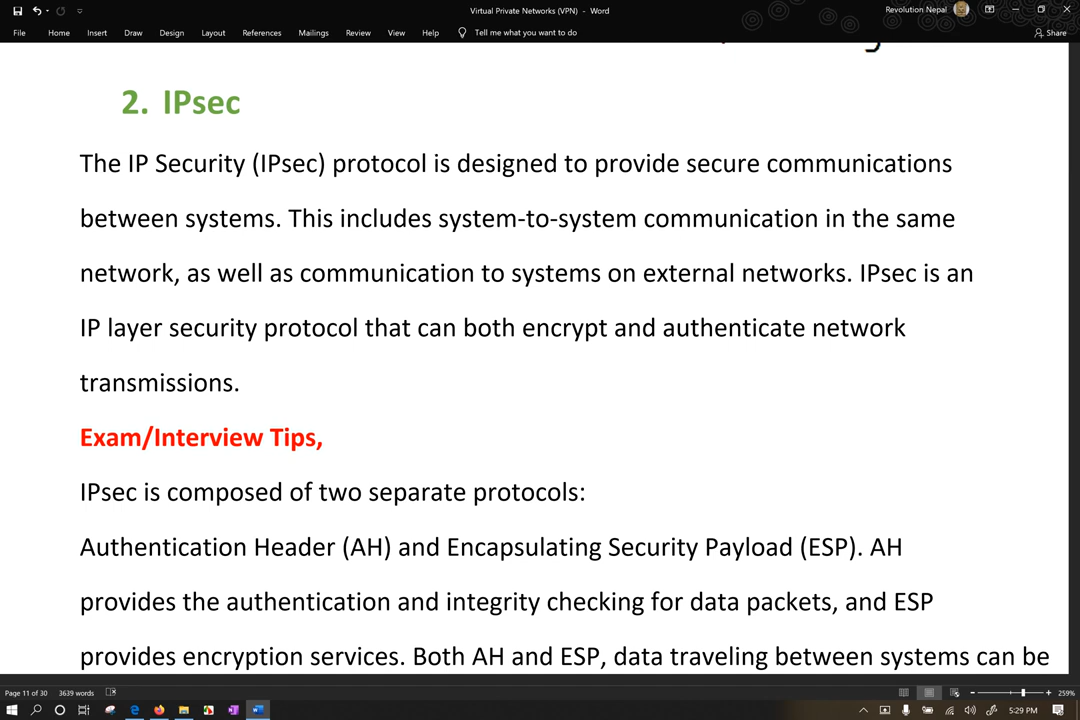 Virtual Private Networks (VPN) - Word
Revolution Nepal
File Home Insert Draw Design Layout References Mailings Review View Help Tell me what you want to do Share
2. IPsec
The IP Security (IPsec) protocol is designed to provide secure communications
between systems. This includes system-to-system communication in the same
network, as well as communication to systems on external networks. IPsec is an
IP layer security protocol that can both encrypt and authenticate network
transmissions.
Exam/Interview Tips,
IPsec is composed of two separate protocols:
Authentication Header (AH) and Encapsulating Security Payload (ESP). AH
provides the authentication and integrity checking for data packets, and ESP
provides encryption services. Both AH and ESP, data traveling between systems can be
Page 11 of 30 3639 words 259%
5:29 PM